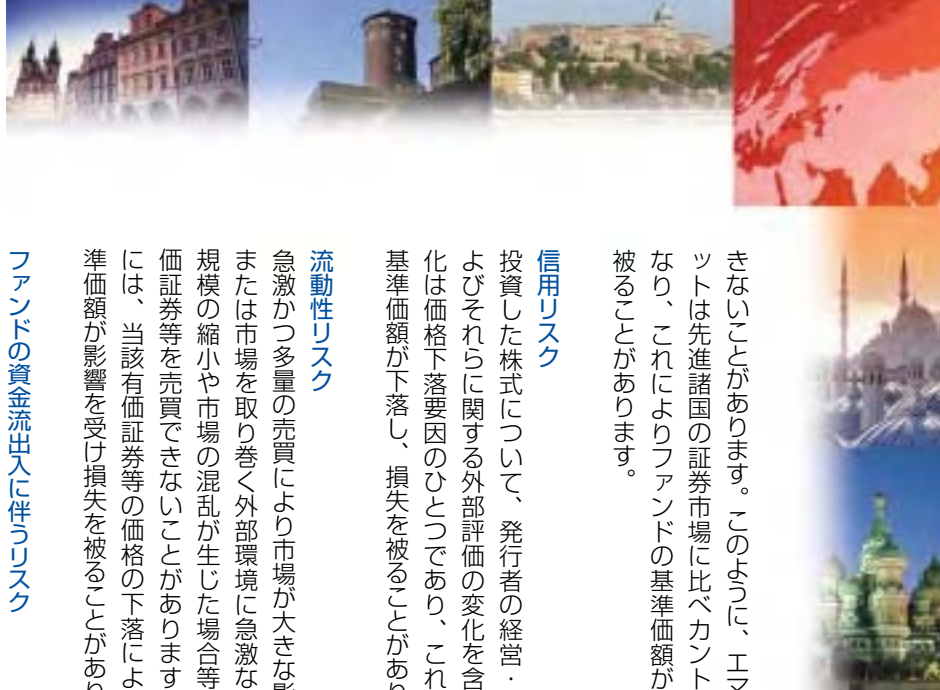 きないことがあります。このように、エマ
ットは先進諸国の証券市場に比べカント
なり、これによりファンドの基準価額が
被ることがあります。
信用リスク
投資した株式について、発行者の経営・
よびそれらに関する外部評価の変化を含
化は価格下落要因のひとつであり、これ
基準価額が下落し、損失を被ることがあり
流動性リスク
急激かつ多量の売買により市場が大きな影
または市場を取り巻く外部環境に急激な
規模の縮小や市場の混乱が生じた場合等
価証券等を売買できないことがあります
には、当該有価証券等の価格の下落によ
準価額が影響を受け損失を被ることがあり
ファンドの資金流出入に伴うリスク